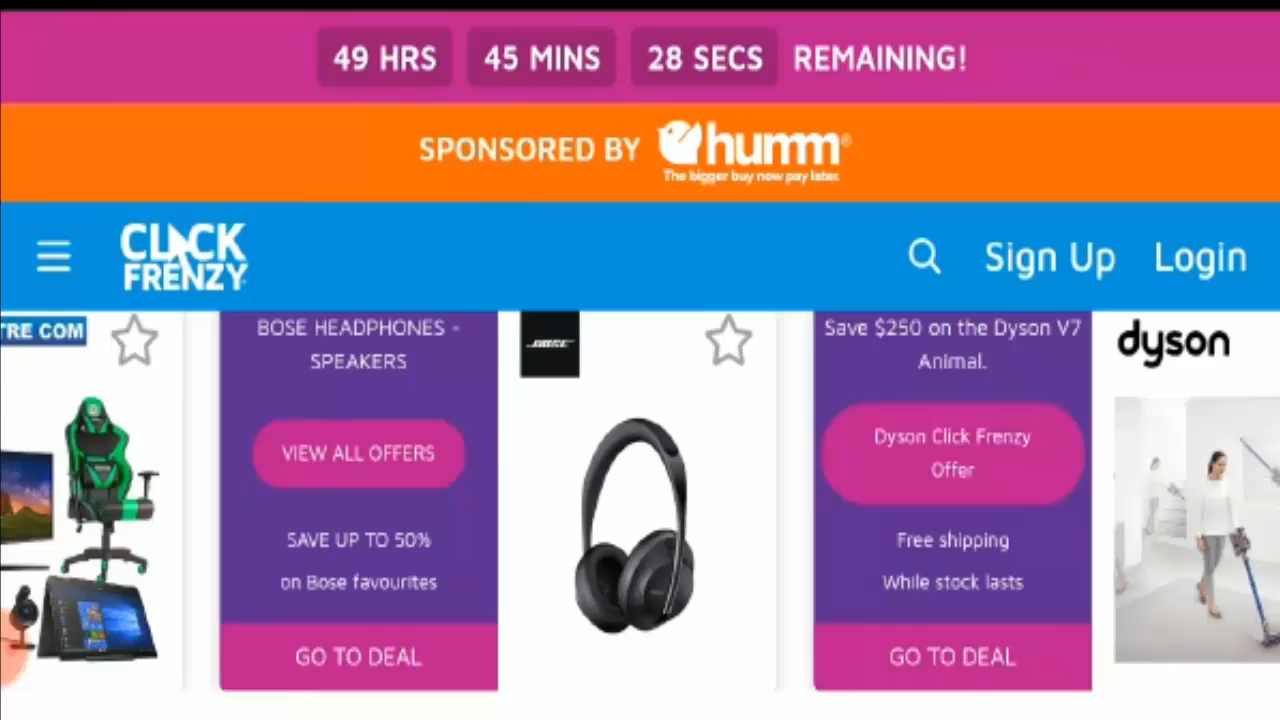 49 HRS 45 MINS 28 SECS REMAINING!
SPONSORED BY humm®
The bigger buy now pay later.
CLICK
FRENZY
Sign Up Login
TRE COM
BOSE HEADPHONES -
SPEAKERS
VIEW ALL OFFERS
SAVE UP TO 50%
on Bose favourites
GO TO DEAL
BOSE
Save $250 on the Dyson V7
Animal.
Dyson Click Frenzy
Offer
Free shipping
While stock lasts
GO TO DEAL
dyson